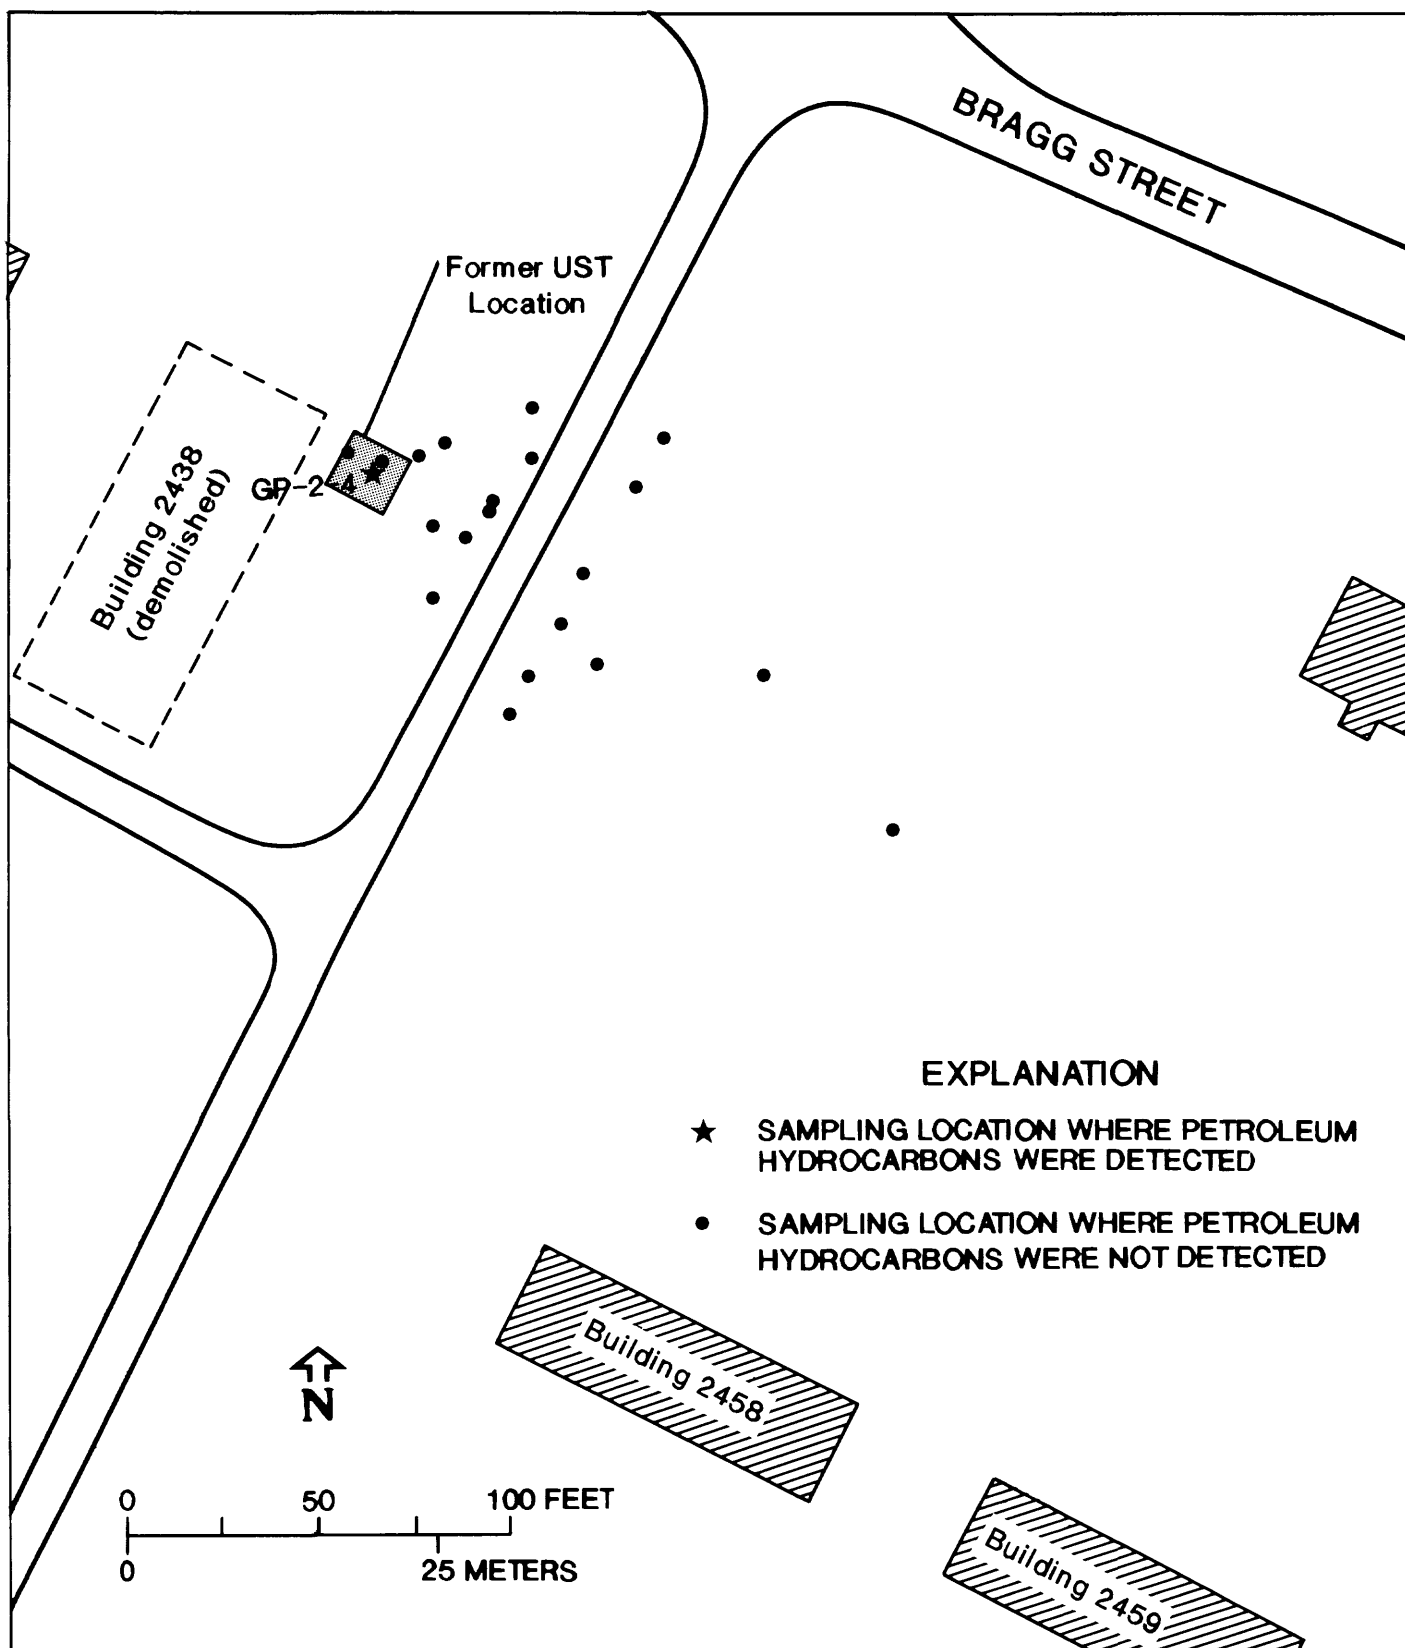 BRAGG STREET
Former UST
Location
Building 2438
(demolished)
GP-2 4
EXPLANATION
★ SAMPLING LOCATION WHERE PETROLEUM
HYDROCARBONS WERE DETECTED
● SAMPLING LOCATION WHERE PETROLEUM
HYDROCARBONS WERE NOT DETECTED
Building 2458
N
0 50 100 FEET
0 25 METERS
Building 2459